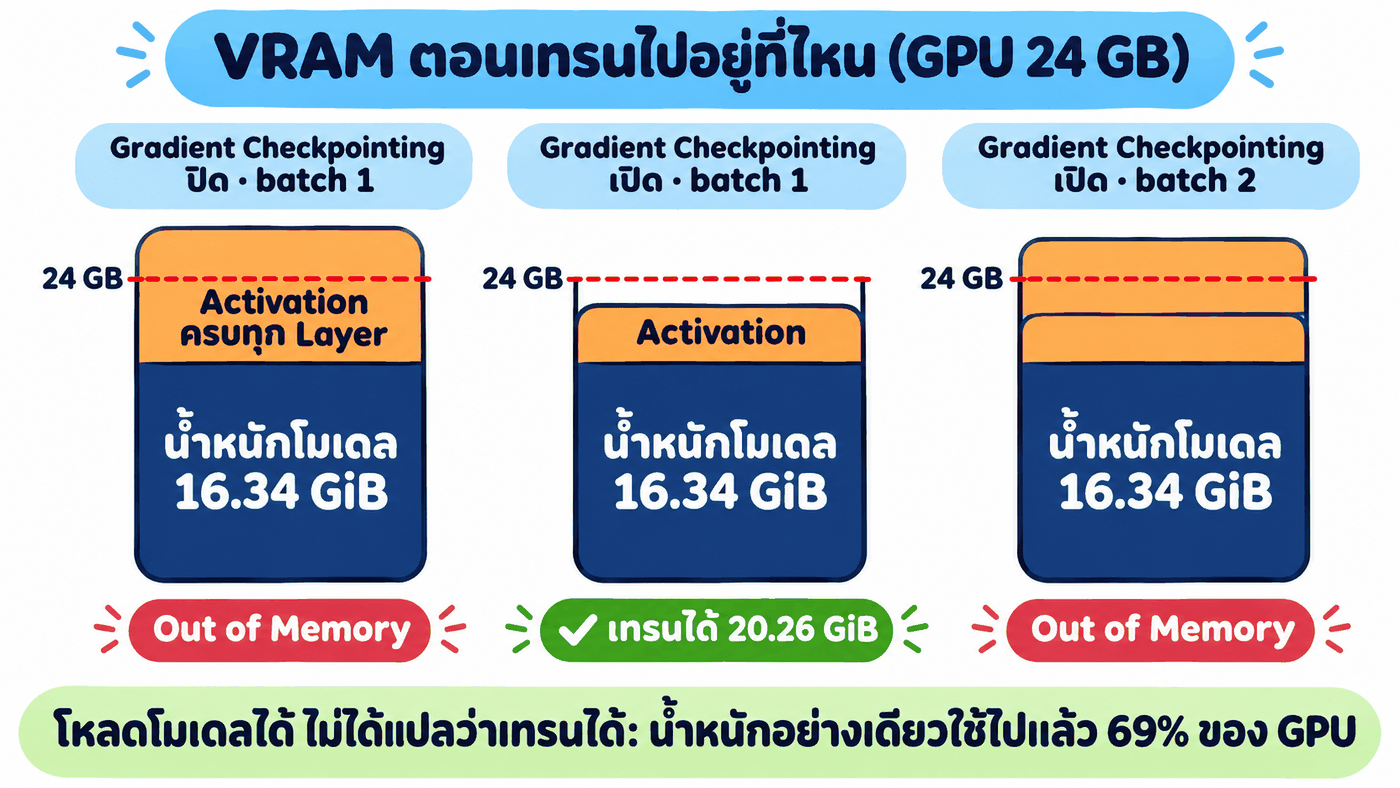 VRAM ตอนเทรนไปอยู่ที่ไหน (GPU 24 GB)
Gradient Checkpointing
ปิด · batch 1
Gradient Checkpointing
เปิด · batch 1
Gradient Checkpointing
เปิด · batch 2
24 GB
Activation
ครบทุก Layer
น้ำหนักโมเดล
16.34 GiB
Out of Memory
24 GB
Activation
น้ำหนักโมเดล
16.34 GiB
เทรนได้ 20.26 GiB
24 GB
น้ำหนักโมเดล
16.34 GiB
Out of Memory
โหลดโมเดลได้ ไม่ได้แปลว่าเทรนได้: น้ำหนักอย่างเดียวใช้ไปแล้ว 69% ของ GPU